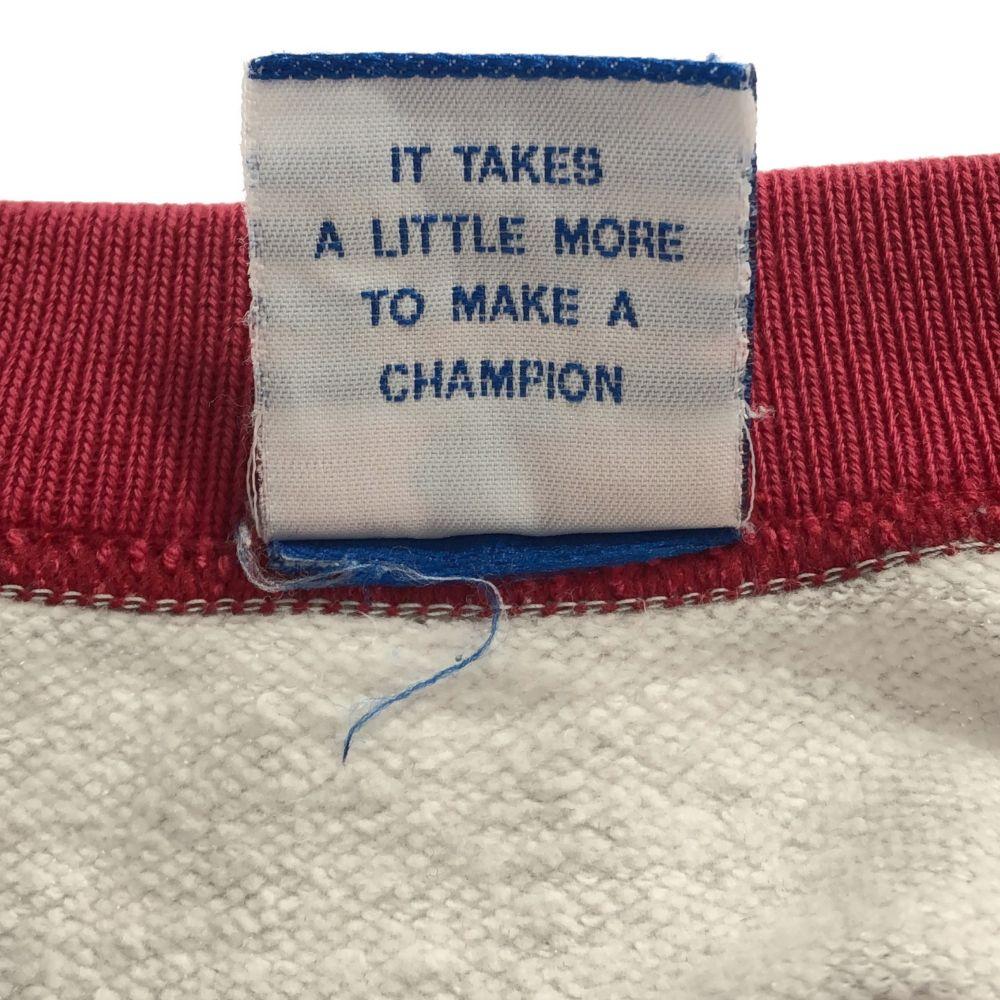 IT TAKES
A LITTLE MORE
TO MAKE A
CHAMPION